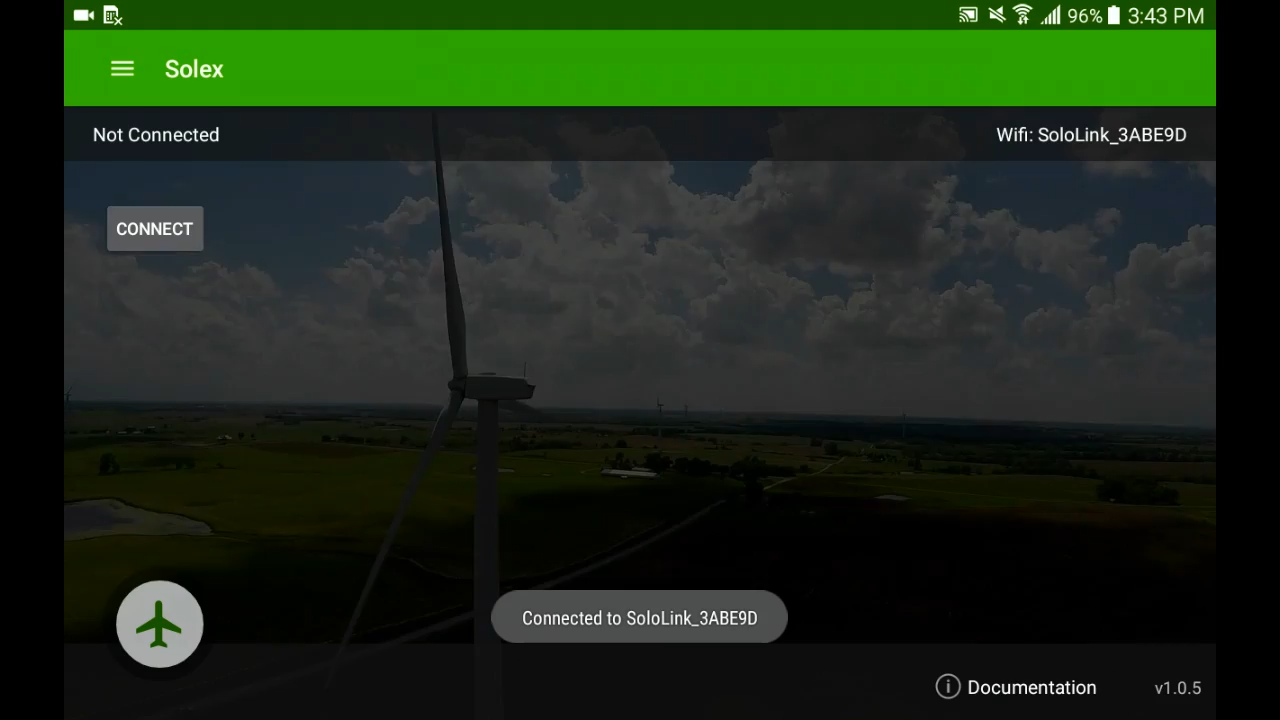 96% 3:43 PM
Solex
Not Connected
Wifi: SoloLink_3ABE9D
CONNECT
Connected to SoloLink_3ABE9D
Documentation
v1.0.5